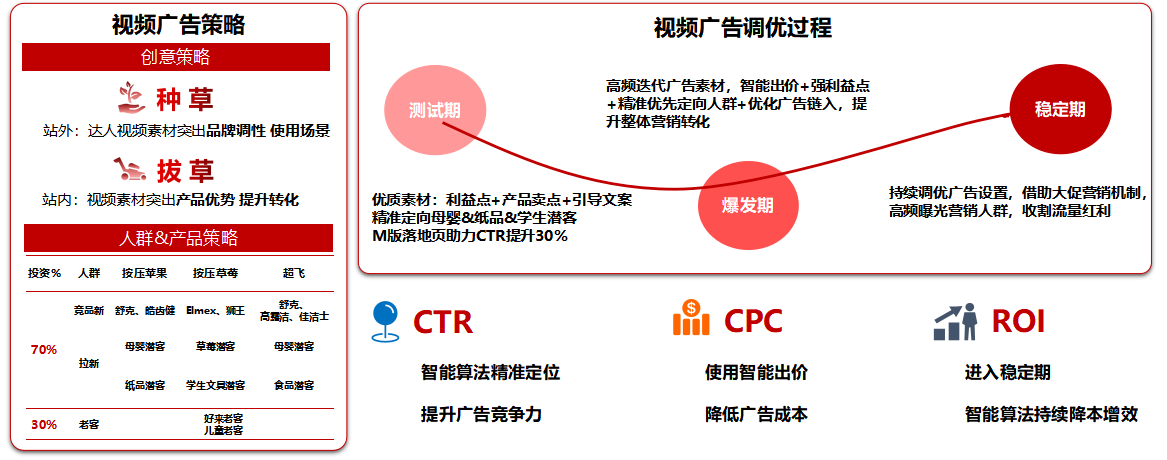 视频广告策略
创意策略
种草
站外：达人视频素材突出品牌调性 使用场景
拔草
站内：视频素材突出产品优势 提升转化
人群&产品策略
投资% 人群 按压苹果 按压草莓 超飞
竞品新 舒克、皓齿健 Elmex、狮王 舒克、
高露洁、佳洁士
70% 拉新 母婴潜客 草莓潜客 母婴潜客
纸品潜客 学生文具潜客 食品潜客
30% 老客 好来老客
儿童老客
视频广告调优过程
测试期
优质素材：利益点+产品卖点+引导文案
精准定向母婴&纸品&学生潜客
M版落地页助力CTR提升30%
高频迭代广告素材，智能出价+强利益点
+精准优先定向人群+优化广告链入，提
升整体营销转化
爆发期
稳定期
持续调优广告设置，借助大促营销机制，
高频曝光营销人群，收割流量红利
CTR
智能算法精准定位
提升广告竞争力
$
CPC
使用智能出价
降低广告成本
ROI
进入稳定期
智能算法持续降本增效